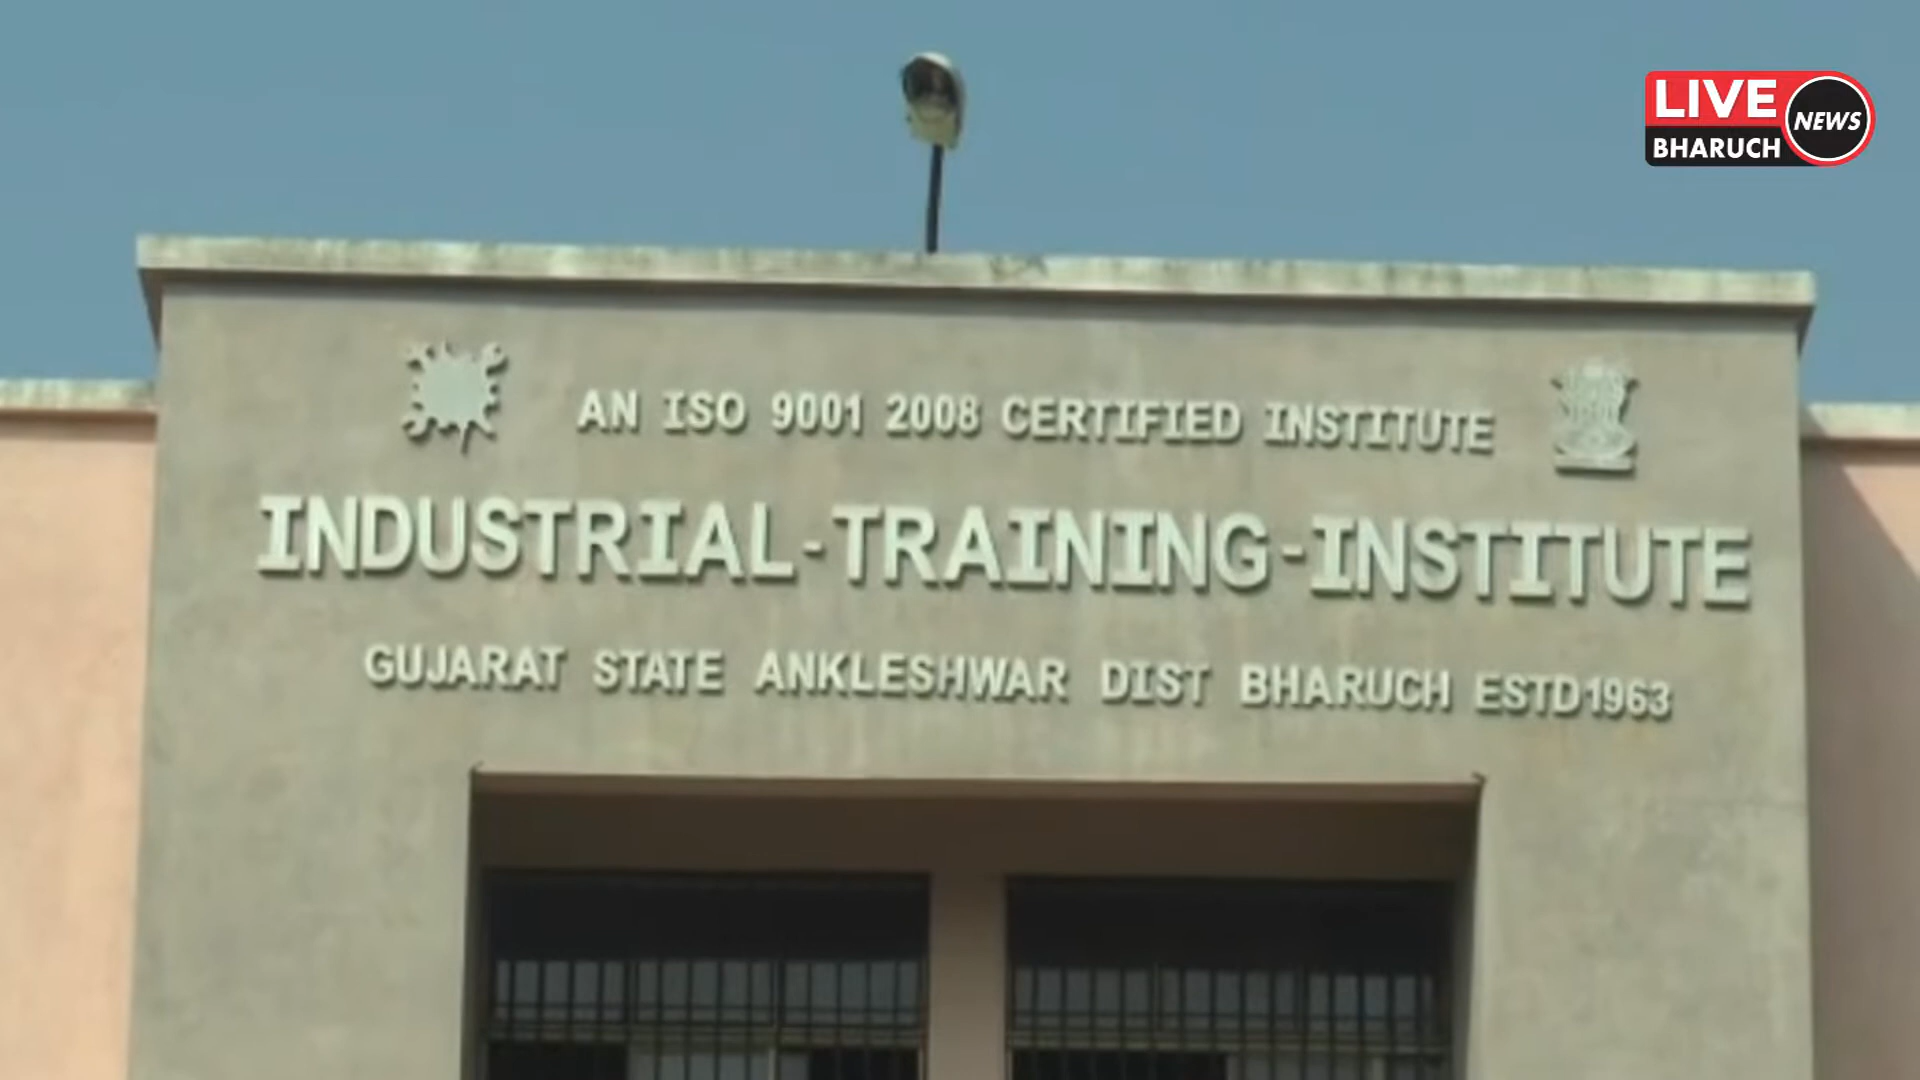 LIVE
BHARUCH
NEWS
AN ISO 9001 2008 CERTIFIED INSTITUTE
INDUSTRIAL-TRAINING-INSTITUTE
GUJARAT STATE ANKLESHWAR DIST BHARUCH ESTD1963